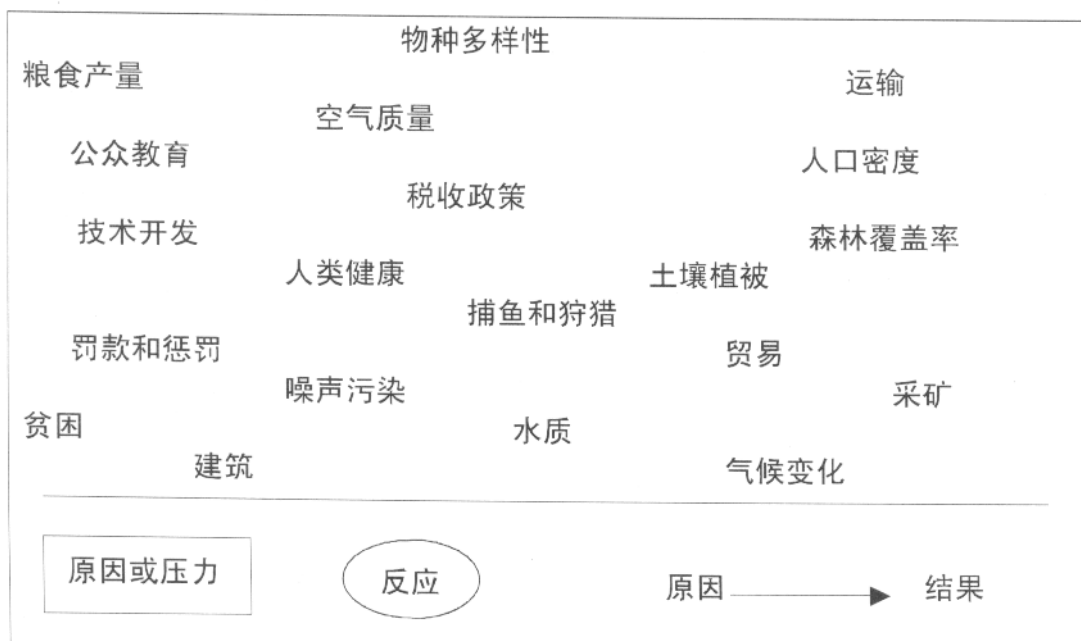 物种多样性
粮食产量
运输
空气质量
公众教育
人口密度
税收政策
技术开发
森林覆盖率
人类健康
土壤植被
捕鱼和狩猎
罚款和惩罚
贸易
噪声污染
采矿
贫困
水质
建筑
气候变化
原因或压力
反应
原因
结果